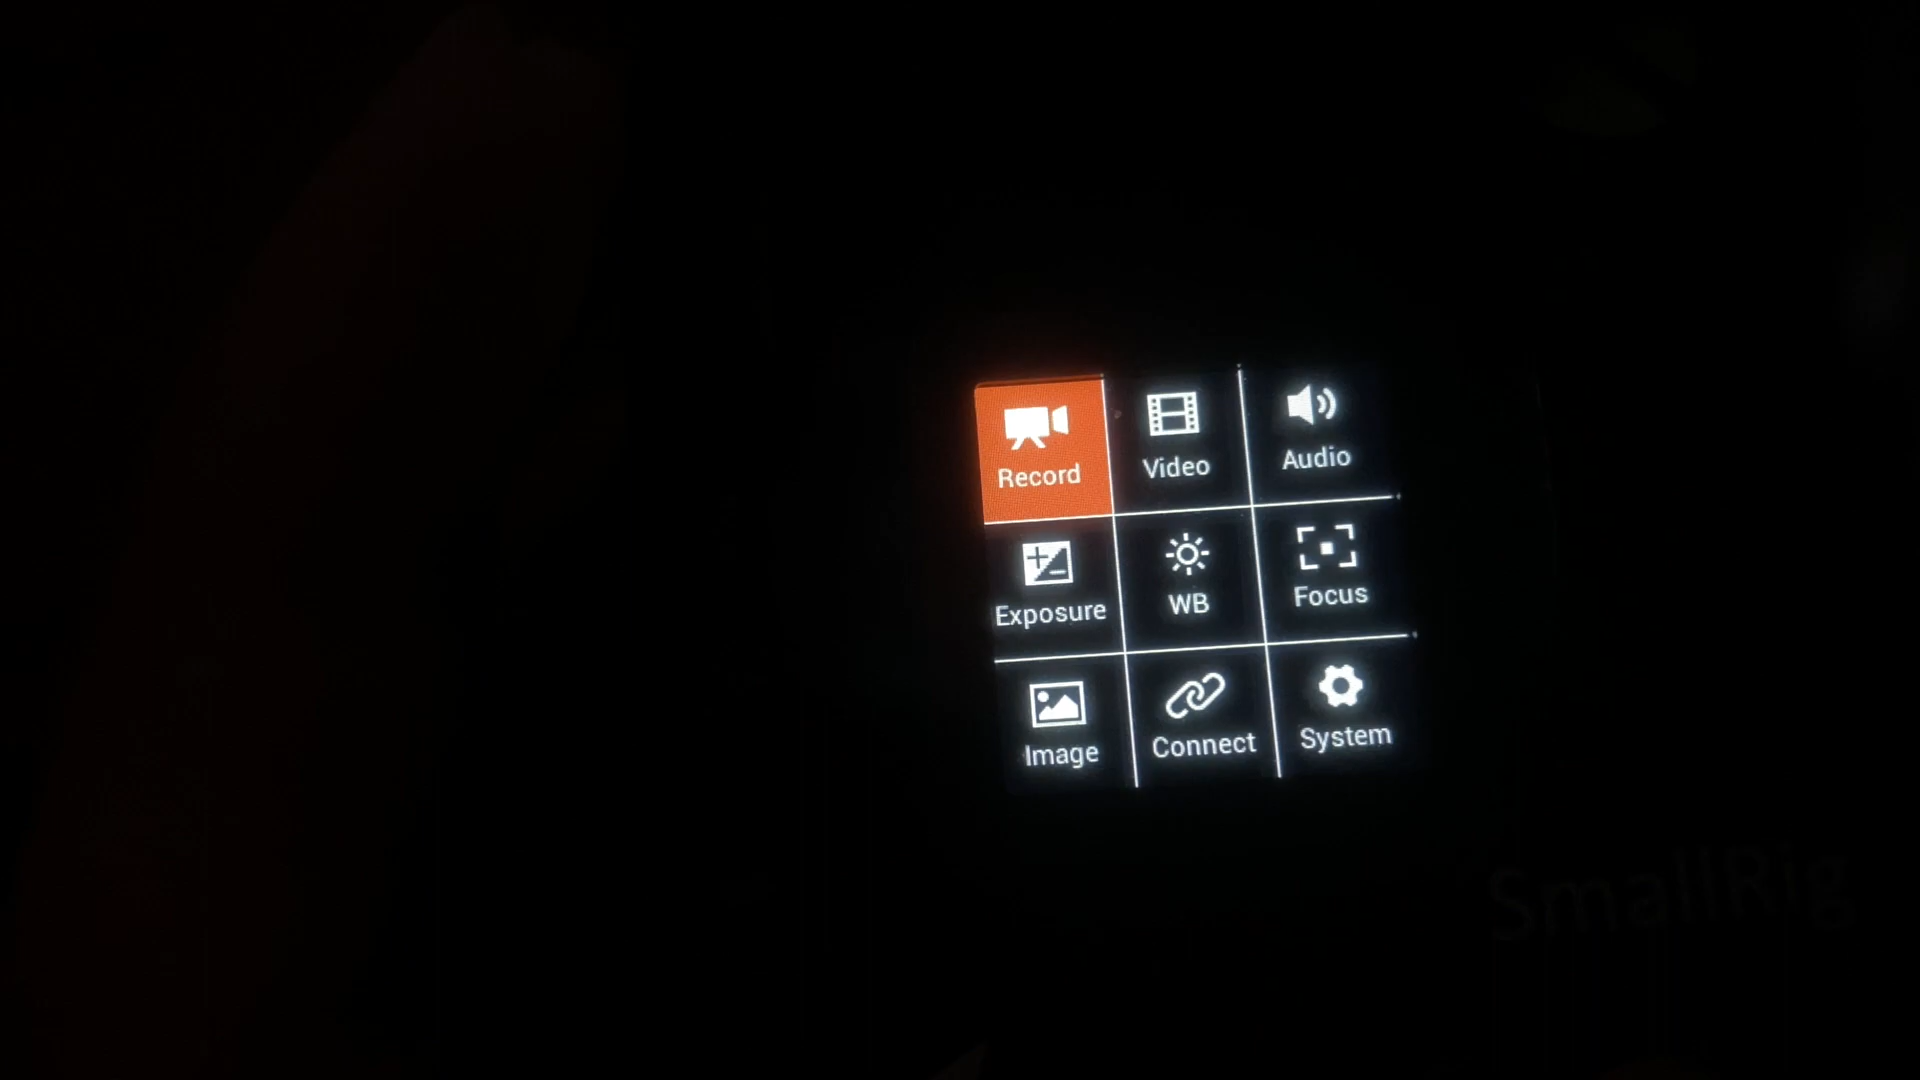 Record Video Audio
Exposure WB Focus
Image Connect System
SmallRig